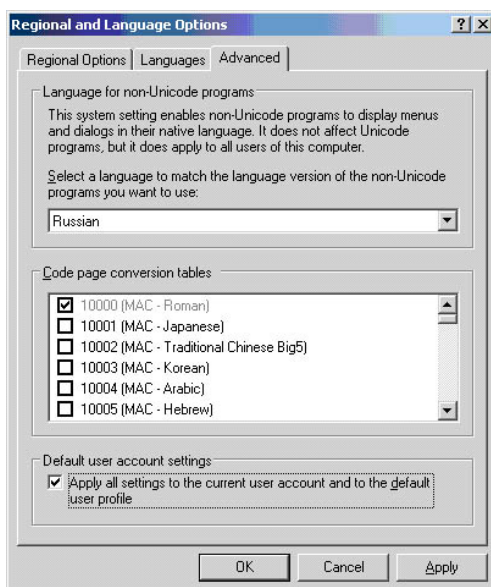 Regional and Language Options
Regional Options
Languages
Advanced
Language for non-Unicode programs
This system setting enables non-Unicode programs to display menus
and dialogs in their native language. It does not affect Unicode
programs, but it does apply to all users of this computer.
Select a language to match the language version of the non-Unicode
programs you want to use:
Russian
Code page conversion tables
10000 (MAC - Roman)
10001 (MAC - Japanese)
10002 (MAC - Traditional Chinese Big5)
10003 (MAC - Korean)
10004 (MAC - Arabic)
10005 (MAC - Hebrew)
Default user account settings
Apply all settings to the current user account and to the default
user profile
OK
Cancel
Apply